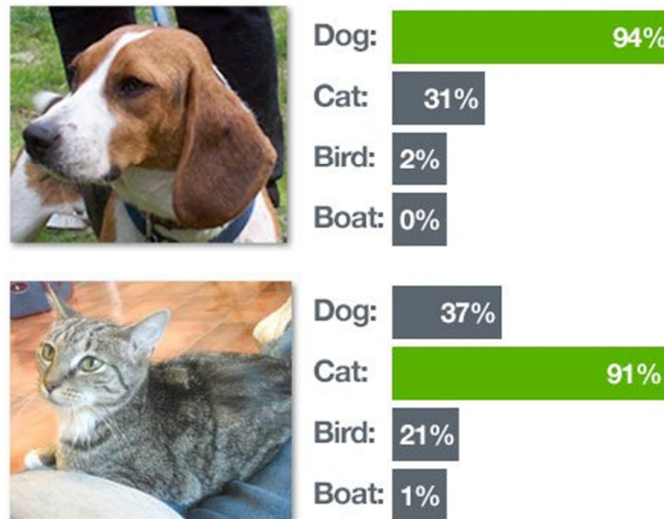 Dog: 94%
Cat: 31%
Bird: 2%
Boat: 0%
Dog: 37%
Cat: 91%
Bird: 21%
Boat: 1%